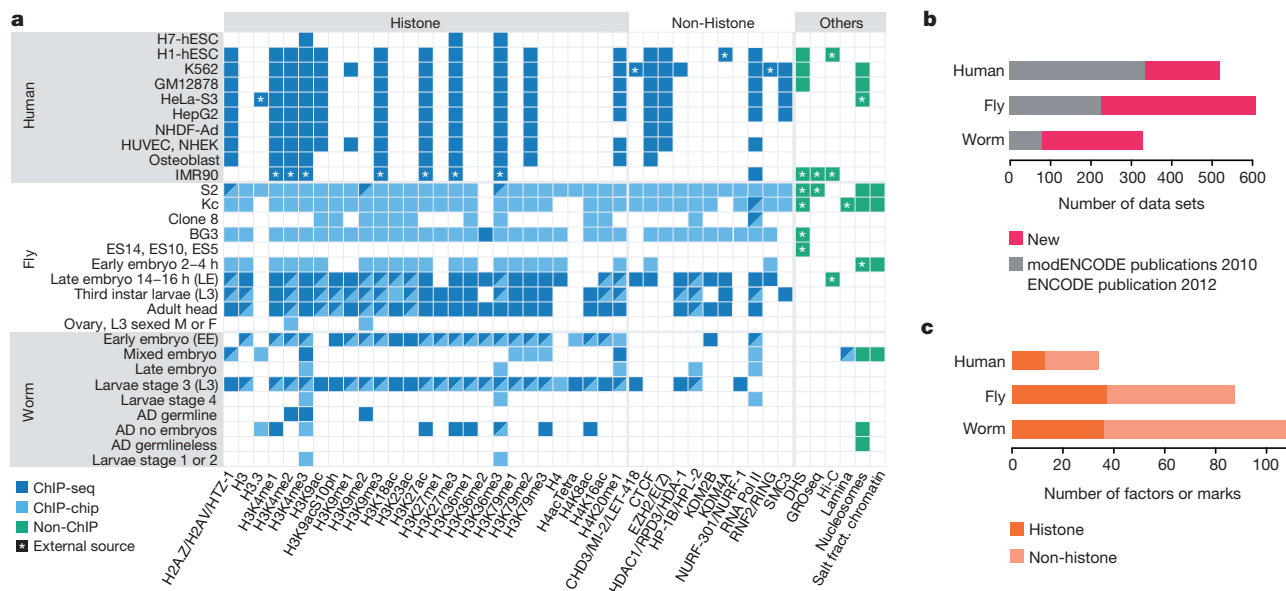 a
Histone
Non-Histone
Others
Human
H7-hESC
H1-hESC
K562
GM12878
HeLa-S3
HepG2
NHDF-Ad
HUVEC, NHEK
Osteoblast
IMR90
Fly
S2
Kc
Clone 8
BG3
ES14, ES10, ES5
Early embryo 2–4 h
Late embryo 14–16 h (LE)
Third instar larvae (L3)
Adult head
Ovary, L3 sexed M or F
Worm
Early embryo (EE)
Mixed embryo
Late embryo
Larvae stage 3 (L3)
Larvae stage 4
AD germline
AD no embryos
AD germlineless
Larvae stage 1 or 2
H2A.Z/H2AV/HTZ-1
H3
H3.3
H3K4me1
H3K4me2
H3K4me3
H3K9ac
H3K9acS10ph
H3K9me1
H3K9me2
H3K9me3
H3K18ac
H3K23ac
H3K27ac
H3K27me1
H3K27me3
H3K36me1
H3K36me2
H3K36me3
H3K79me1
H3K79me2
H3K79me3
H4
H4acTetra
H4K8ac
H4K16ac
H4K20me1
CHD3/MI-2/LET-418
CTCF
EZH2/E(Z)
HDAC1/RPD3/HDA-1
HP-1B/HPL-2
KDM2B
KDM4A
NURF-301/NURF-1
RNA Pol II
RNF2/RING
SMC3
DHS
GROseq
Hi-C
Lamina
Nucleosomes
Salt fract. chromatin
ChIP-seq
ChIP-chip
Non-ChIP
* External source
b
Human
Fly
Worm
0 100 200 300 400 500 600
Number of data sets
New
modENCODE publications 2010
ENCODE publication 2012
c
Human
Fly
Worm
0 20 40 60 80 100
Number of factors or marks
Histone
Non-histone